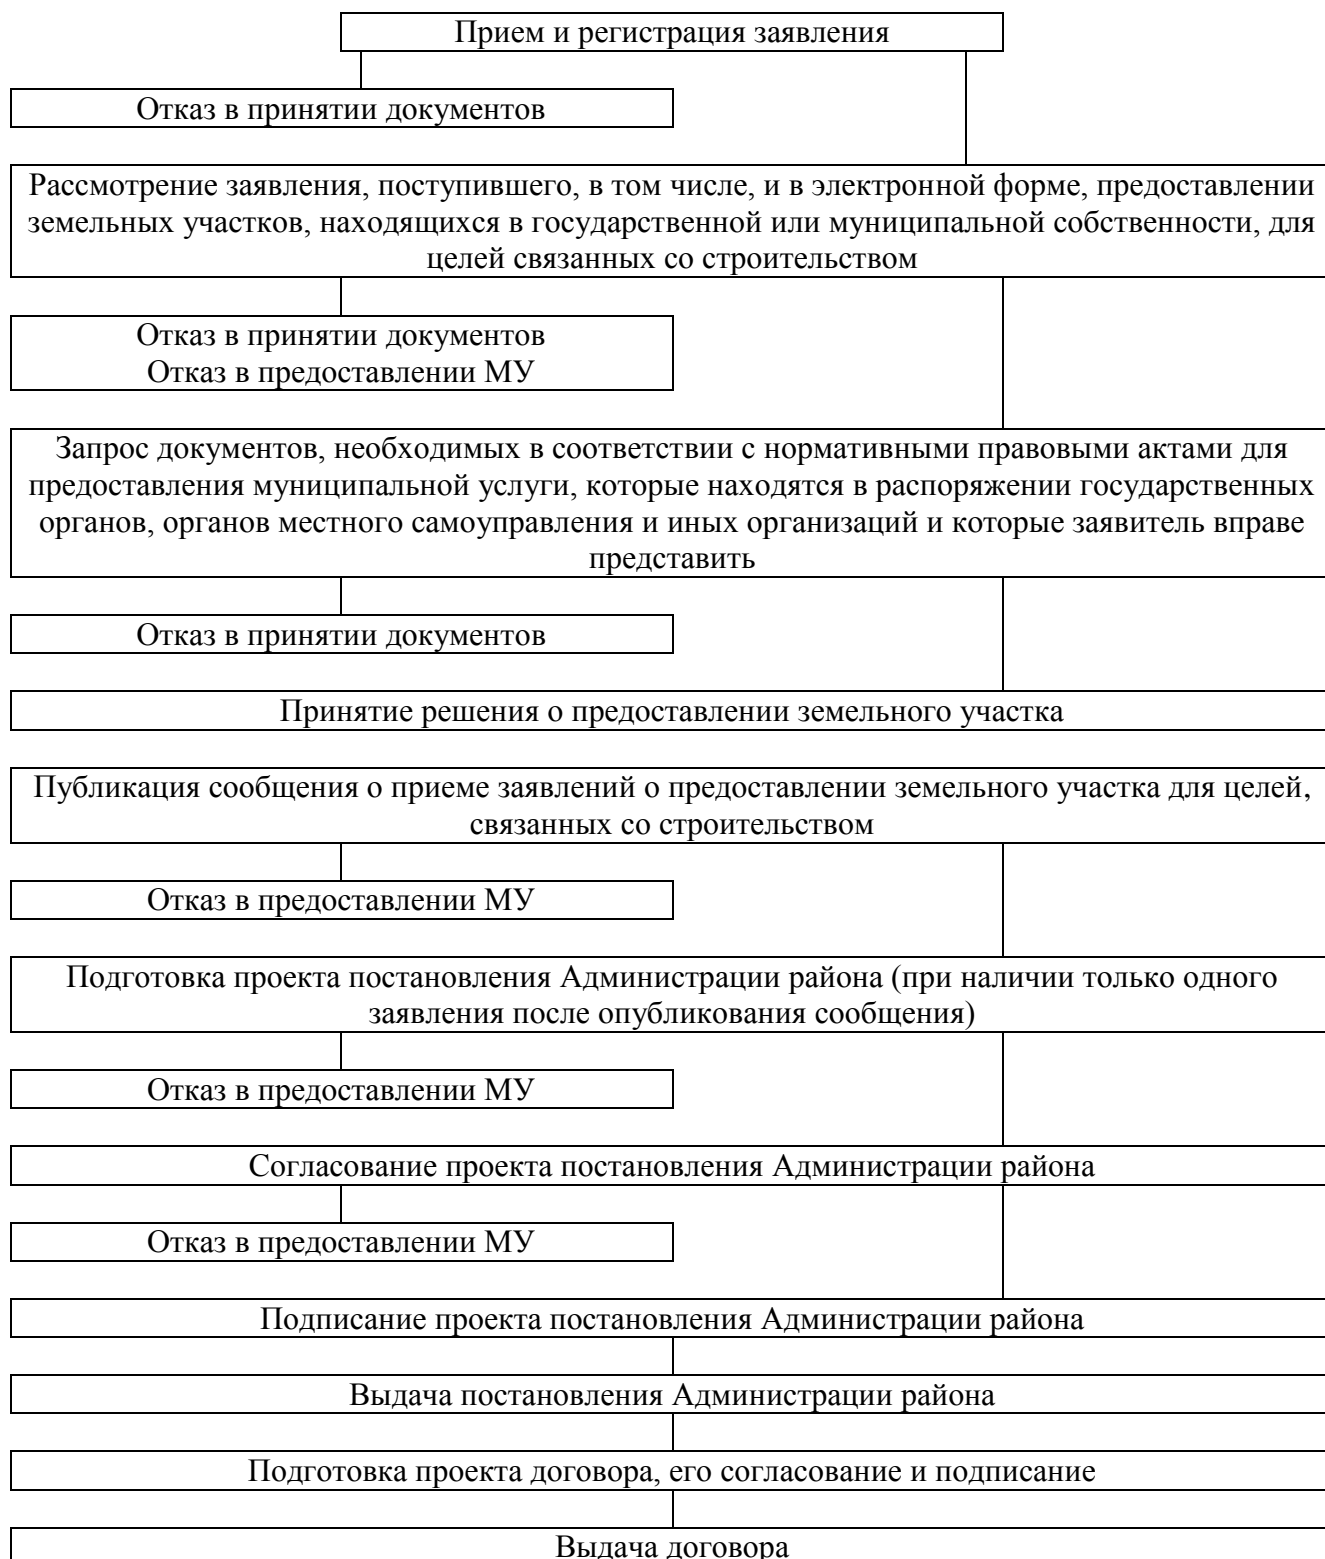 Прием и регистрация заявления
Отказ в принятии документов
Рассмотрение заявления, поступившего, в том числе, и в электронной форме, предоставлении
земельных участков, находящихся в государственной или муниципальной собственности, для
целей связанных со строительством
Отказ в принятии документов
Отказ в предоставлении МУ
Запрос документов, необходимых в соответствии с нормативными правовыми актами для
предоставления муниципальной услуги, которые находятся в распоряжении государственных
органов, органов местного самоуправления и иных организаций и которые заявитель вправе
представить
Отказ в принятии документов
Принятие решения о предоставлении земельного участка
Публикация сообщения о приеме заявлений о предоставлении земельного участка для целей,
связанных со строительством
Отказ в предоставлении МУ
Подготовка проекта постановления Администрации района (при наличии только одного
заявления после опубликования сообщения)
Отказ в предоставлении МУ
Согласование проекта постановления Администрации района
Отказ в предоставлении МУ
Подписание проекта постановления Администрации района
Выдача постановления Администрации района
Подготовка проекта договора, его согласование и подписание
Выдача договора